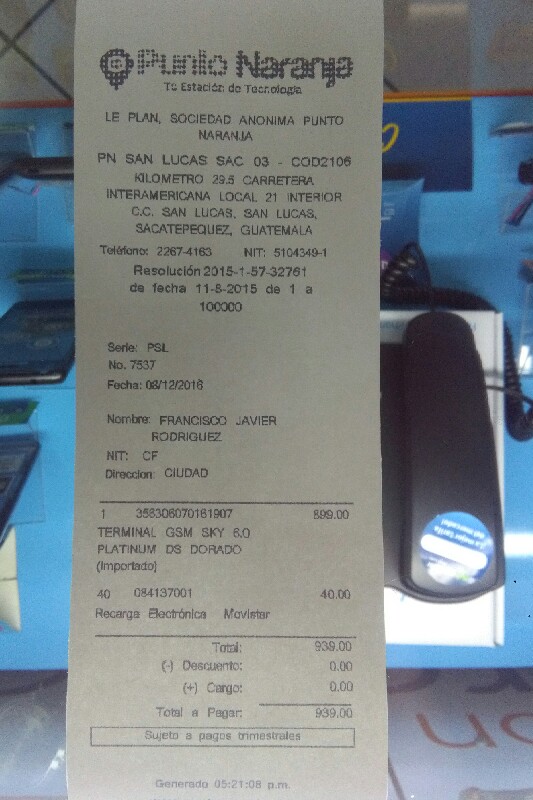 Punto Naranja
Tu Estación de Tecnología
LE PLAN, SOCIEDAD ANONIMA PUNTO
NARANJA
PN SAN LUCAS SAC 03 - COD2106
KILOMETRO 29.5 CARRETERA
INTERAMERICANA LOCAL 21 INTERIOR
C.C. SAN LUCAS, SAN LUCAS,
SACATEPEQUEZ, GUATEMALA
Teléfono: 2267-4163 NIT: 5104349-1
Resolución 2015-1-57-32761
de fecha 11-8-2015 de 1 a
100000
Serie: PSL
No. 7537
Fecha: 08/12/2016
Nombre: FRANCISCO JAVIER
RODRIGUEZ
NIT: CF
Direccion: CIUDAD
1 358306070161907 899.00
TERMINAL GSM SKY 6.0
PLATINUM DS DORADO
(Importado)
40 084137001 40.00
Recarga Electrónica Movistar
Total: 939.00
(-) Descuento: 0.00
(+) Cargo: 0.00
Total a Pagar: 939.00
Sujeto a pagos trimestrales
Generado 05:21:08 p.m.